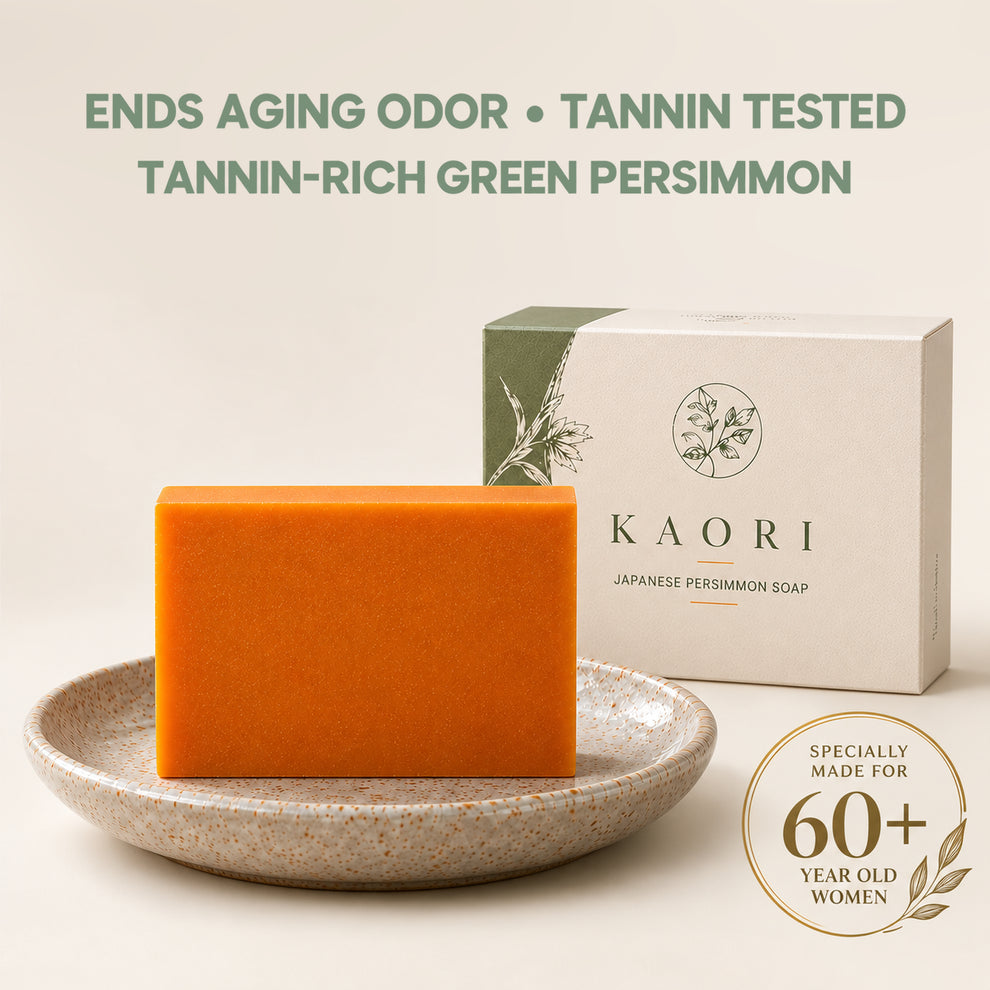 ENDS AGING ODOR • TANNIN TESTED
TANNIN-RICH GREEN PERSIMMON
KAORI
JAPANESE PERSIMMON SOAP
SPECIALLY
MADE FOR
60+
YEAR OLD
WOMEN